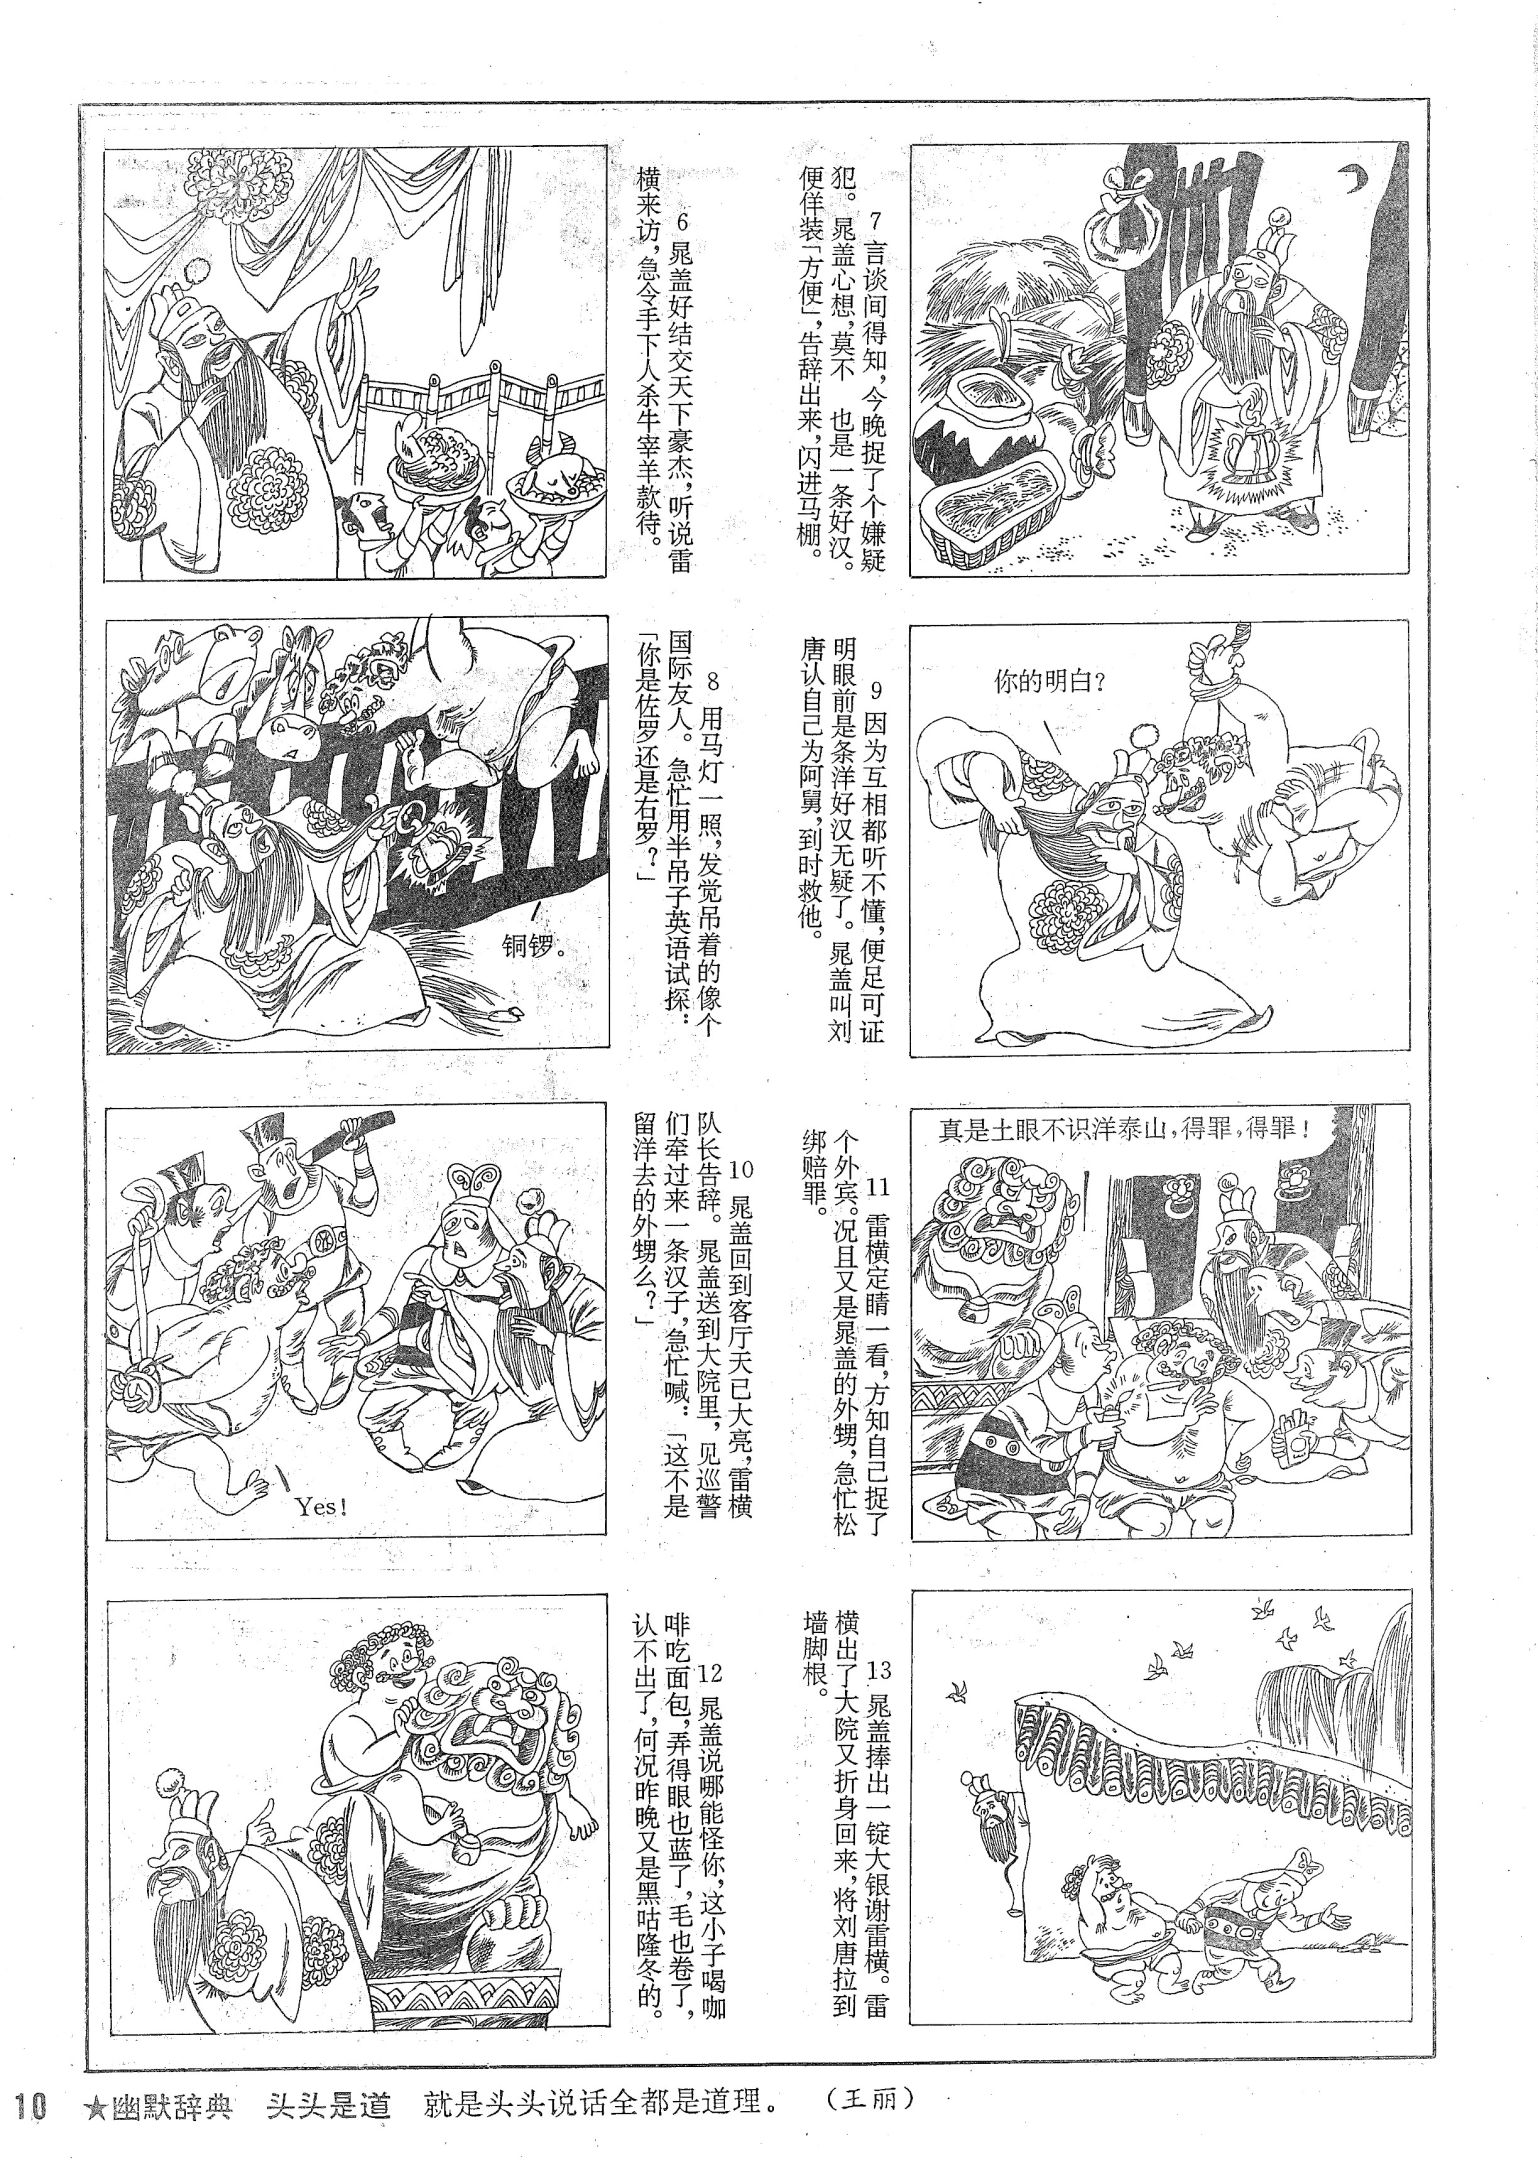 6 晁盖好结交天下豪杰，听说雷
横来访，急令手下人杀牛宰羊款待。
7 言谈间得知，今晚捉了个嫌疑
犯。晁盖心想，莫不 也是一条好汉。
便佯装「方便」，告辞出来，闪进马棚。
8 用马灯一照，发觉吊着的像个
国际友人。急忙用半吊子英语试探：
「你是佐罗还是右罗？」
铜锣。
9 因为互相都听不懂，便足可证
明眼前是条洋好汉无疑了。晁盖叫刘
唐认自己为阿舅，到时救他。
你的明白？
10 晁盖回到客厅天已大亮，雷横
队长告辞。晁盖送到大院里，见巡警
们牵过来一条汉子，急忙喊：「这不是
留洋去的外甥么？」
Yes！
11 雷横定睛一看，方知自己捉了
个外宾。况且又是晁盖的外甥，急忙松
绑赔罪。
真是土眼不识洋泰山，得罪，得罪！
12 晁盖说哪能怪你，这小子喝咖
啡吃面包，弄得眼也蓝了，毛也卷了，
认不出了，何况昨晚又是黑咕隆冬的。
13 晁盖捧出一锭大银谢雷横。雷
横出了大院又折身回来，将刘唐拉到
墙脚根。
10 ★幽默辞典 头头是道 就是头头说话全都是道理。 （王丽）